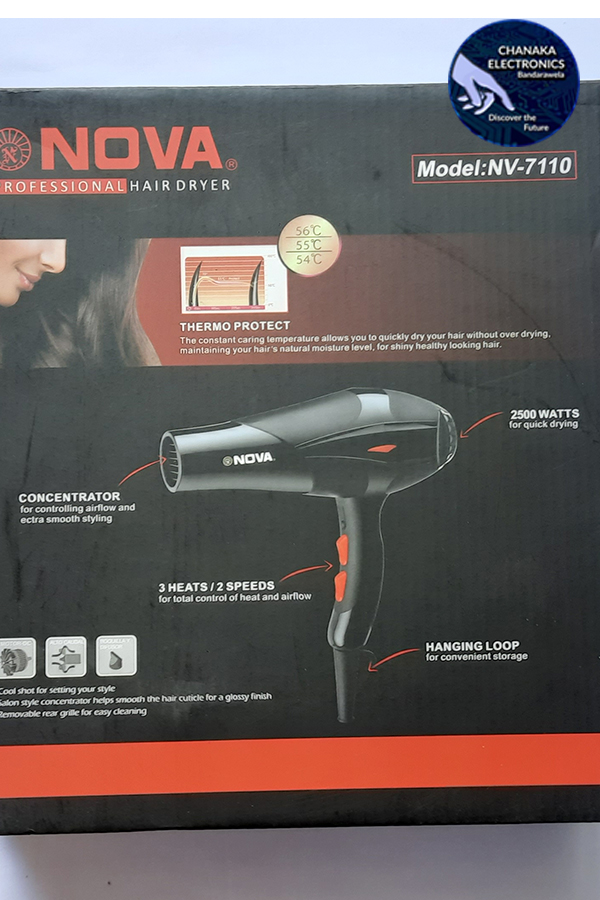 CHANAKA
ELECTRONICS
Bandarawela
Discover the
Future
NOVA®
PROFESSIONAL HAIR DRYER
Model:NV-7110
56℃
55℃
54℃
THERMO PROTECT
The constant caring temperature allows you to quickly dry your hair without over drying,
maintaining your hair's natural moisture level, for shiny healthy looking hair.
2500 WATTS
for quick drying
NOVA
CONCENTRATOR
for controlling airflow and
ectra smooth styling
3 HEATS / 2 SPEEDS
for total control of heat and airflow
HANGING LOOP
for convenient storage
Cool shot for setting your style
Salon style concentrator helps smooth the hair cuticle for a glossy finish
Removable rear grille for easy cleaning